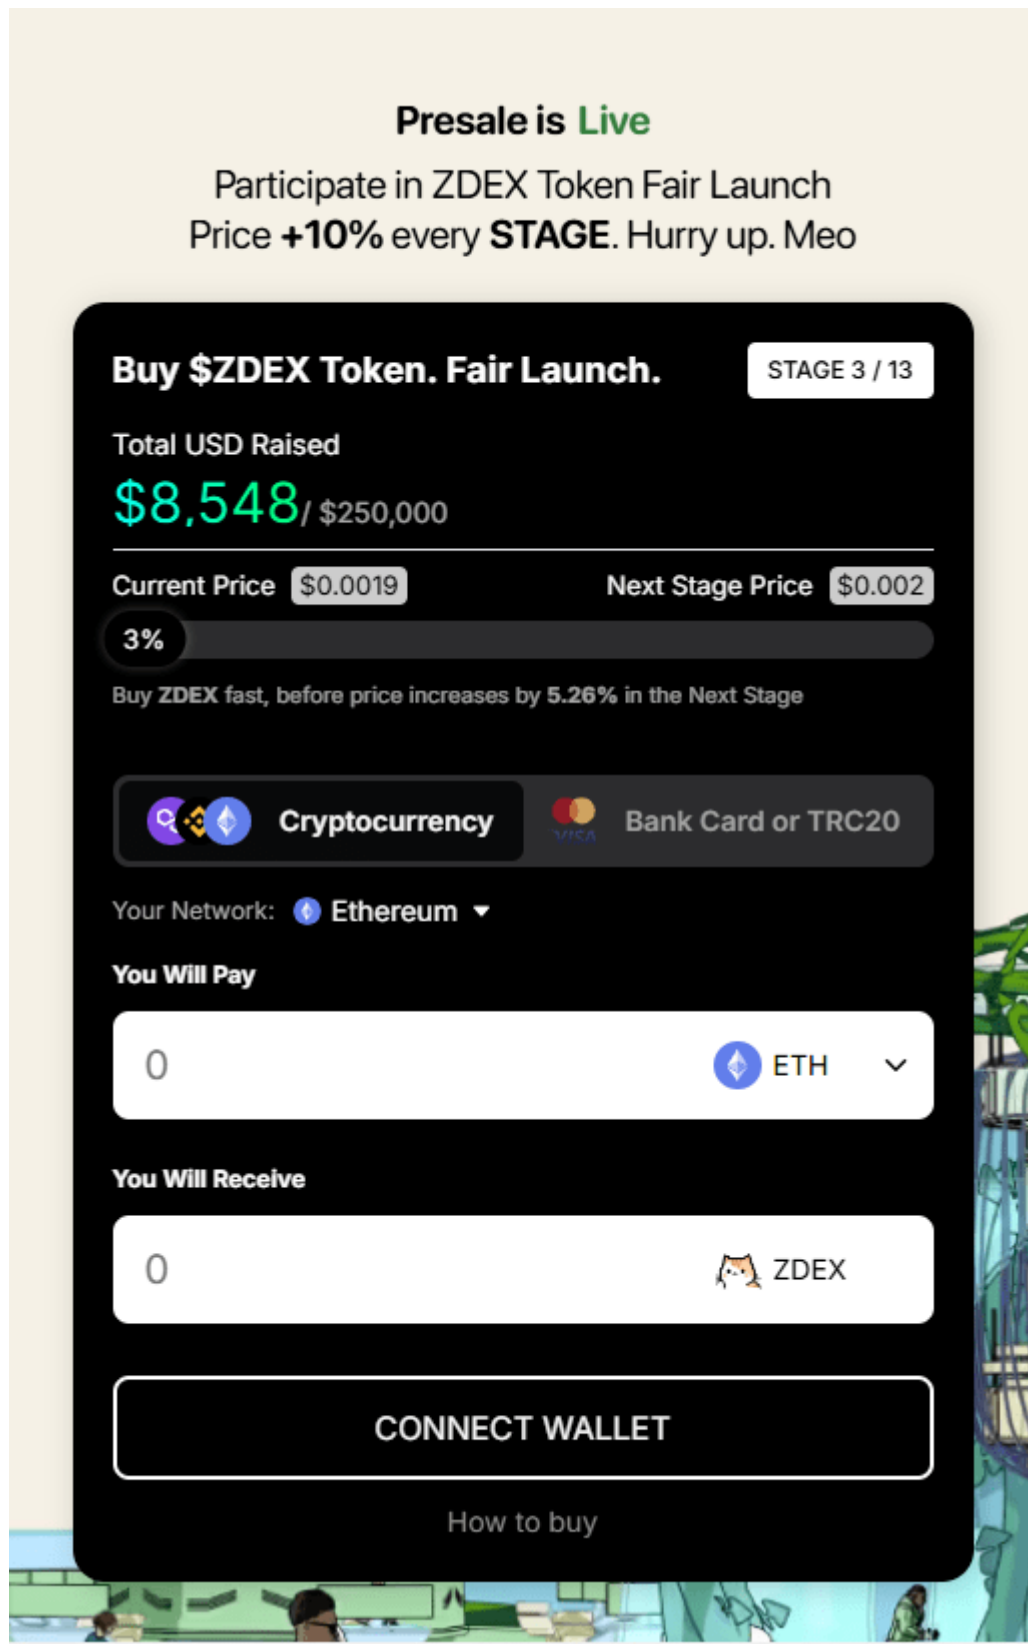 Presale is Live
Participate in ZDEX Token Fair Launch
Price +10% every STAGE. Hurry up. Meo
Buy $ZDEX Token. Fair Launch.
STAGE 3 / 13
Total USD Raised
$8,548/ $250,000
Current Price $0.0019
Next Stage Price $0.002
3%
Buy ZDEX fast, before price increases by 5.26% in the Next Stage
Cryptocurrency
VISA
Bank Card or TRC20
Your Network: Ethereum
You Will Pay
0
ETH
You Will Receive
0
ZDEX
CONNECT WALLET
How to buy